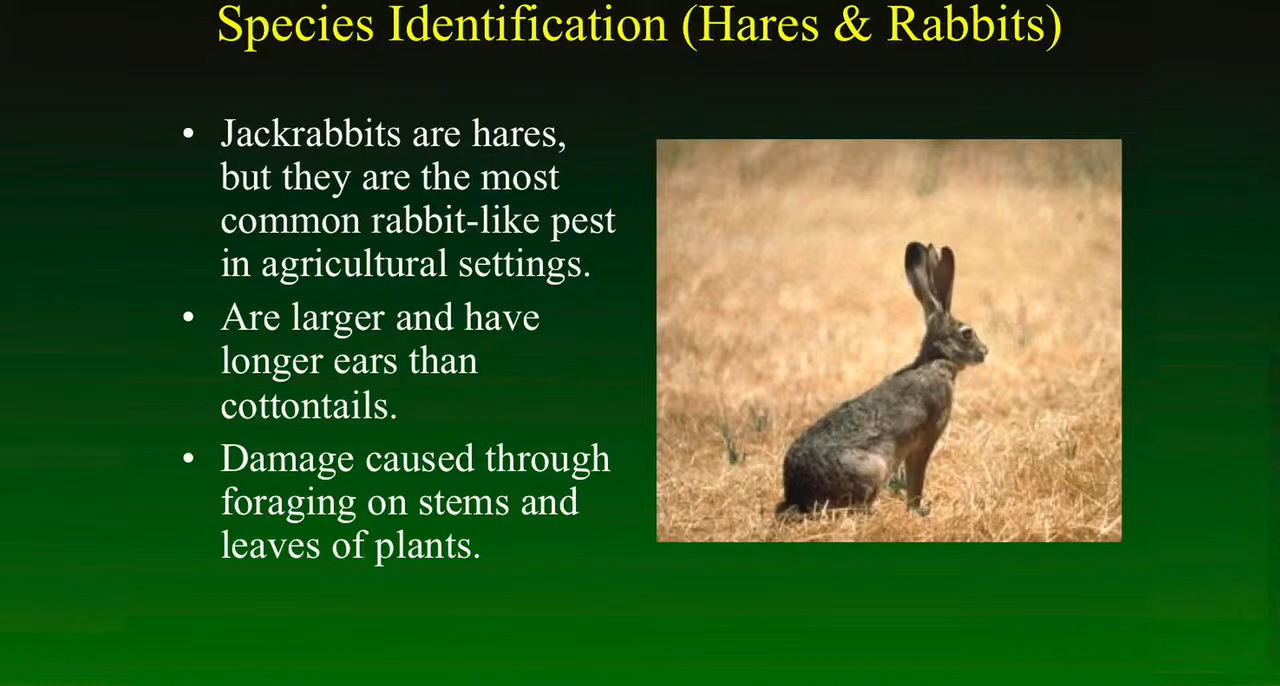 Species Identification (Hares & Rabbits)
• Jackrabbits are hares,
but they are the most
common rabbit-like pest
in agricultural settings.
• Are larger and have
longer ears than
cottontails.
• Damage caused through
foraging on stems and
leaves of plants.